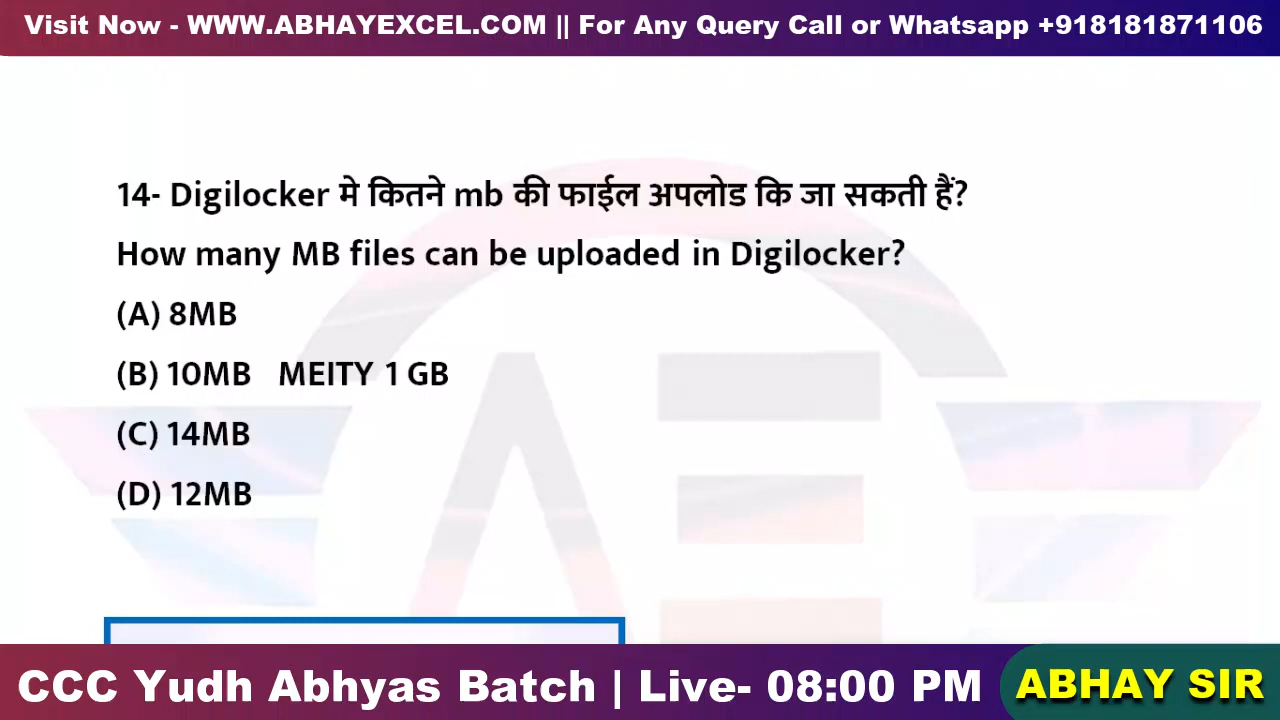 Visit Now - WWW.ABHAYEXCEL.COM || For Any Query Call or Whatsapp +918181871106
14- Digilocker मे कितने mb की फाईल अपलोड कि जा सकती हैं?
How many MB files can be uploaded in Digilocker?
(A) 8MB
(B) 10MB MEITY 1 GB
(C) 14MB
(D) 12MB
CCC Yudh Abhyas Batch | Live- 08:00 PM ABHAY SIR